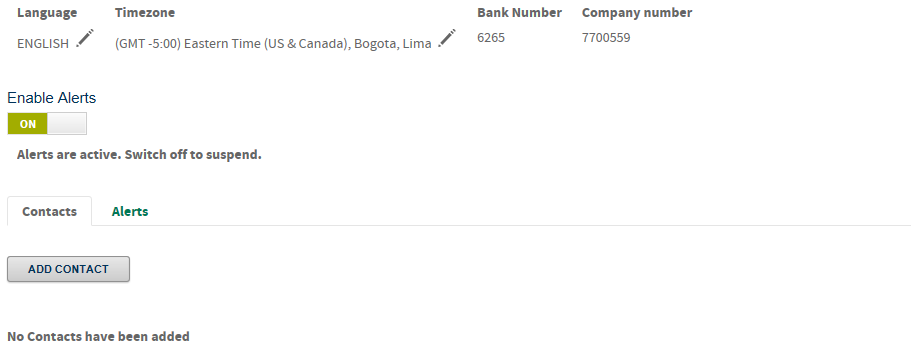 Language Timezone Bank Number Company number
ENGLISH (GMT -5:00) Eastern Time (US & Canada), Bogota, Lima 6265 7700559
Enable Alerts
ON
Alerts are active. Switch off to suspend.
Contacts Alerts
ADD CONTACT
No Contacts have been added